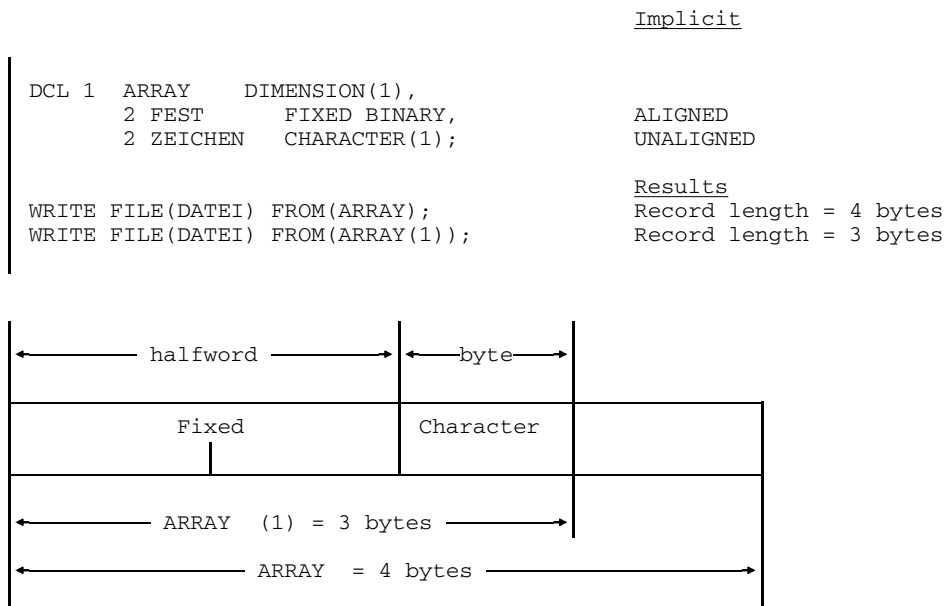 Implicit
DCL 1  ARRAY     DIMENSION(1),
2 FEST      FIXED BINARY,     ALIGNED
2 ZEICHEN   CHARACTER(1);     UNALIGNED
Results
WRITE FILE(DATEI) FROM(ARRAY);     Record length = 4 bytes
WRITE FILE(DATEI) FROM(ARRAY(1));     Record length = 3 bytes
halfword     byte
Fixed     Character
ARRAY  (1) = 3 bytes
ARRAY  = 4 bytes